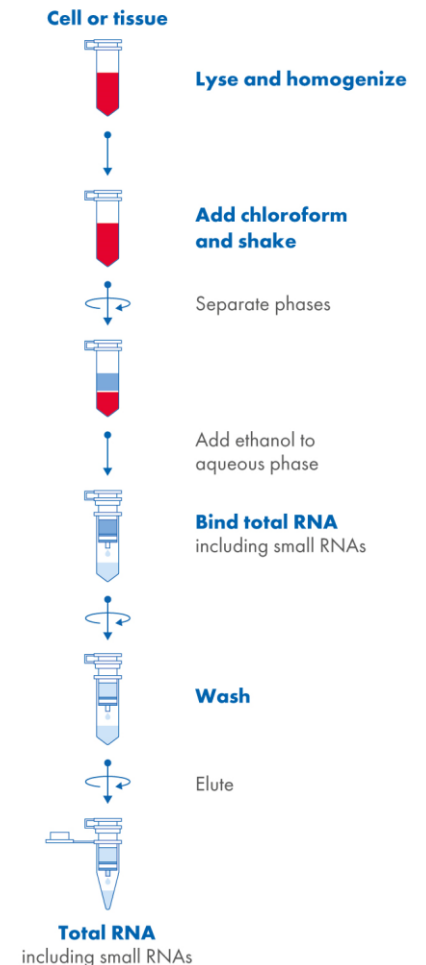 Cell or tissue
Lyse and homogenize
Add chloroform
and shake
Separate phases
Add ethanol to
aqueous phase
Bind total RNA
including small RNAs
Wash
Elute
Total RNA
including small RNAs